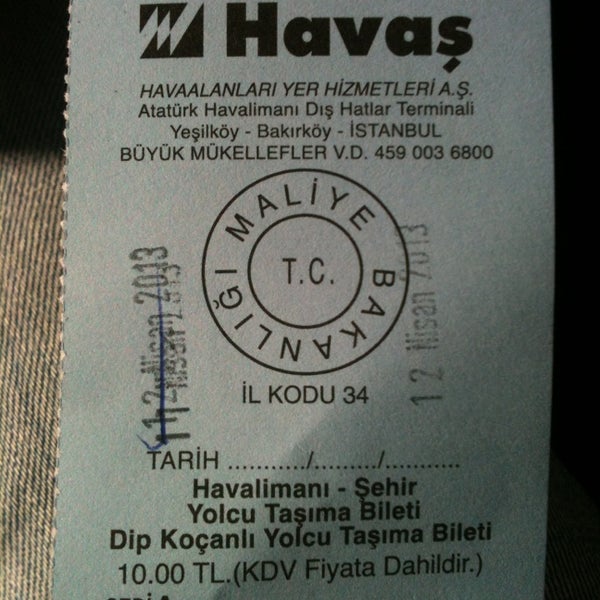 Havaş
HAVAALANLARI YER HİZMETLERİ A.Ş.
Atatürk Havalimanı Dış Hatlar Terminali
Yeşilköy - Bakırköy - İSTANBUL
BÜYÜK MÜKELLEFLER V.D. 459 003 6800
MALİYE BAKANLIĞI
T.C.
12 Nisan 2013
İL KODU 34
TARİH .........../........./...........
Havalimanı - Şehir
Yolcu Taşıma Bileti
Dip Koçanlı Yolcu Taşıma Bileti
10.00 TL.(KDV Fiyata Dahildir.)